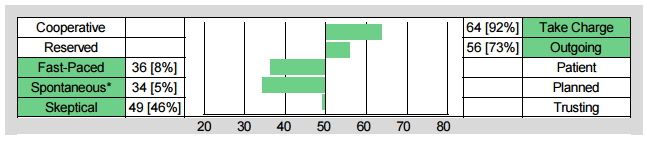 Cooperative 64 [92%] Take Charge
Reserved 56 [73%] Outgoing
Fast-Paced 36 [8%] Patient
Spontaneous* 34 [5%] Planned
Skeptical 49 [46%] Trusting
20 30 40 50 60 70 80